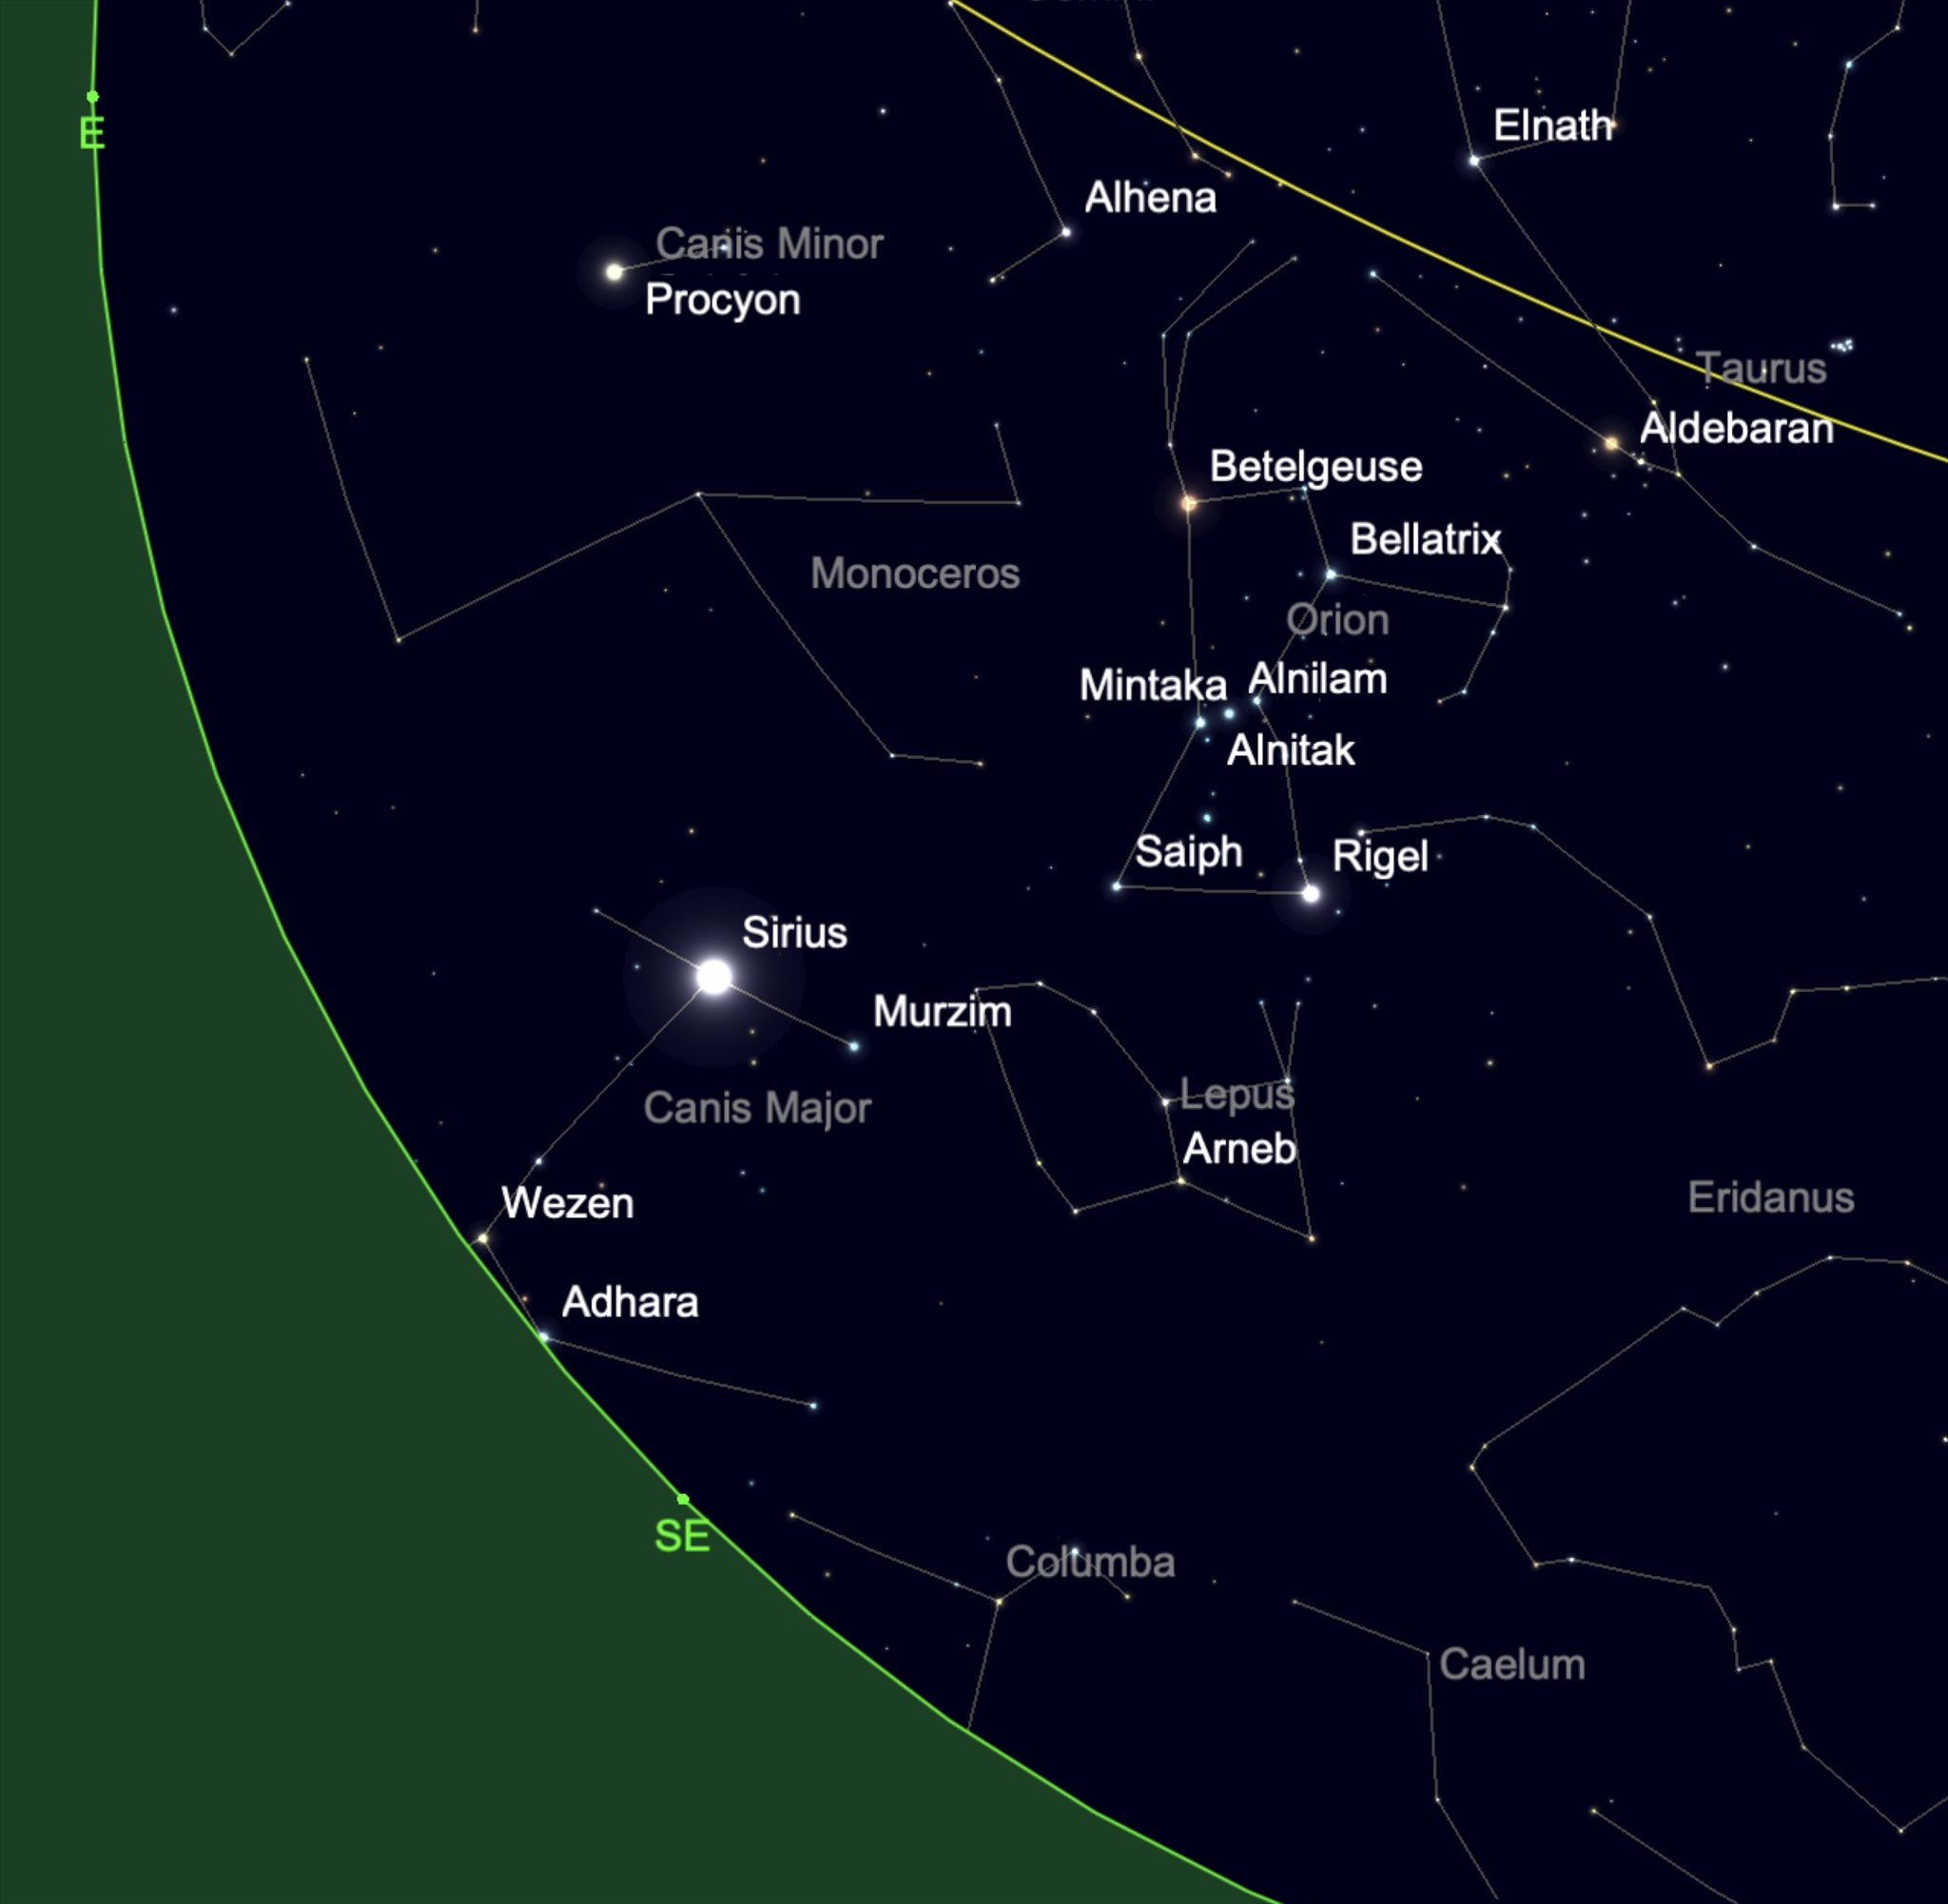 Elnath
E
Alhena
Canis Minor
Procyon
Taurus
Aldebaran
Betelgeuse
Bellatrix
Monoceros
Orion
Mintaka
Alnilam
Alnitak
Saiph
Rigel
Sirius
Murzim
Canis Major
Lepus
Arneb
Eridanus
Wezen
Adhara
SE
Columba
Caelum